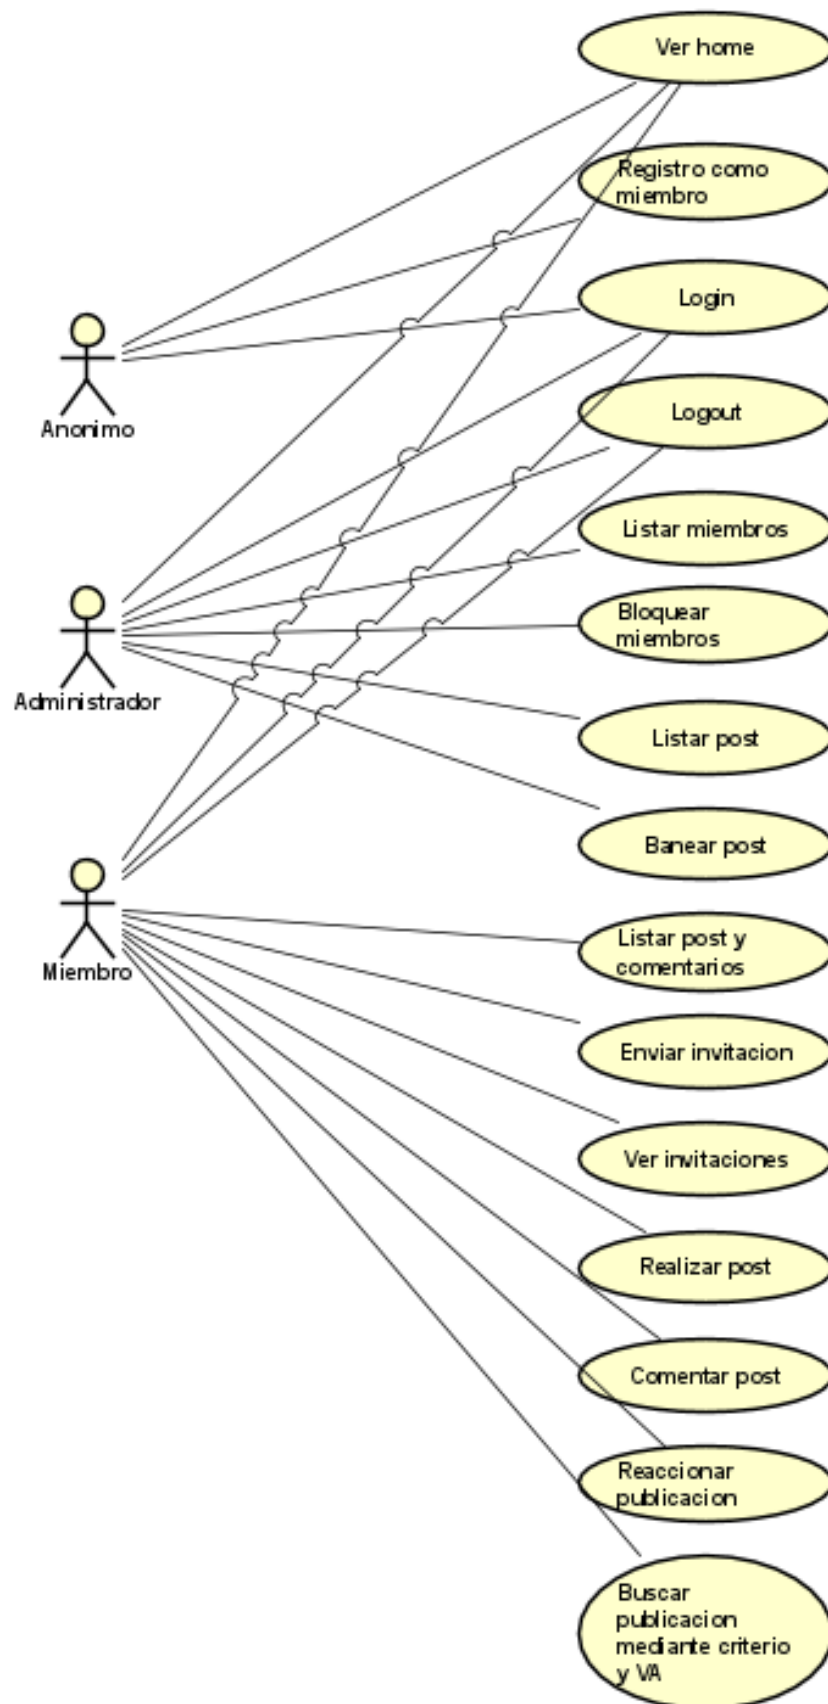 Ver home
Registro como
miembro
Login
Anonimo
Logout
Listar miembros
Bloquear
miembros
Administrador
Listar post
Banear post
Listar post y
comentarios
Miembro
Enviar invitacion
Ver invitaciones
Realizar post
Comentar post
Reaccionar
publicacion
Buscar
publicacion
mediante criterio
y VA